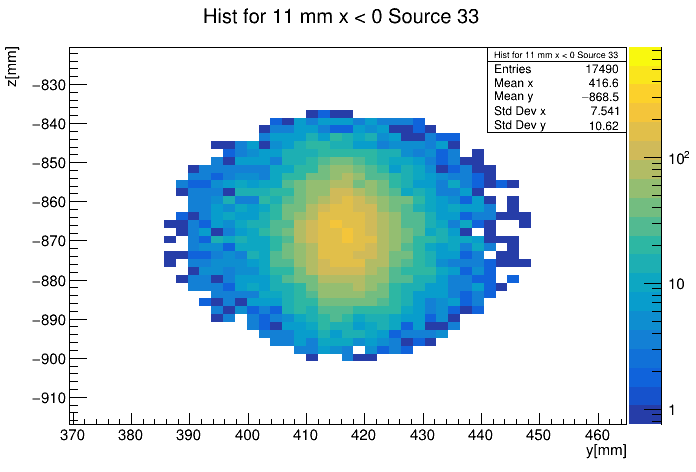 Hist for 11 mm x < 0 Source 33
z[mm]
Hist for 11 mm x < 0 Source 33
Entries 17490
Mean x 416.6
Mean y −868.5
Std Dev x 7.541
Std Dev y 10.62
−830
−840
−850
−860
−870
−880
−890
−900
−910
10²
10
1
370 380 390 400 410 420 430 440 450 460
y[mm]